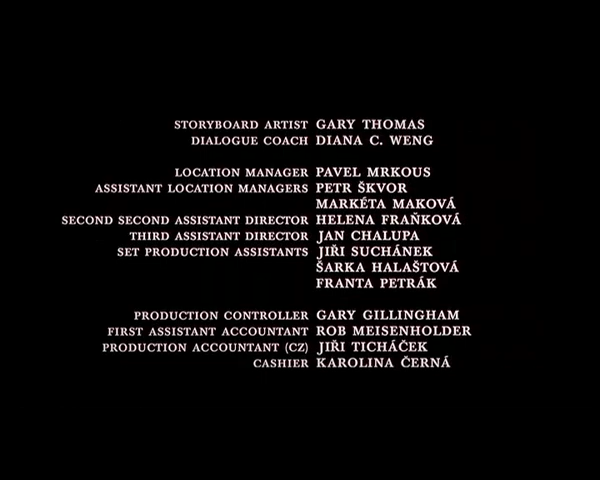 STORYBOARD ARTIST GARY THOMAS
DIALOGUE COACH DIANA C. WENG
LOCATION MANAGER PAVEL MRKOUS
ASSISTANT LOCATION MANAGERS PETR ŠKVOR
MARKÉTA MAKOVÁ
SECOND SECOND ASSISTANT DIRECTOR HELENA FRAŇKOVÁ
THIRD ASSISTANT DIRECTOR JAN CHALUPA
SET PRODUCTION ASSISTANTS JIŘI SUCHÁNEK
ŠARKA HALAŠTOVÁ
FRANTA PETRÁK
PRODUCTION CONTROLLER GARY GILLINGHAM
FIRST ASSISTANT ACCOUNTANT ROB MEISENHOLDER
PRODUCTION ACCOUNTANT (CZ) JIŘI TICHÁČEK
CASHIER KAROLINA ČERNÁ